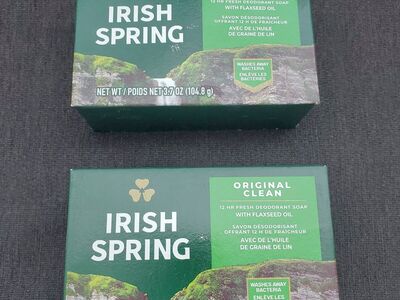 12 HR FRESH DEODORANT SOAP
WITH FLAXSEED OIL
IRISH
SPRING
SAVON DÉSODORISANT
OFFRANT 12 H DE FRAÎCHEUR
AVEC DE L'HUILE
DE GRAINE DE LIN
WASHES AWAY
BACTERIA
ENLÈVE LES
BACTÉRIES
NET WT / POIDS NET 3.7 OZ (104.8 g)
ORIGINAL
CLEAN
12 HR FRESH DEODORANT SOAP
WITH FLAXSEED OIL
IRISH
SPRING
SAVON DÉSODORISANT
OFFRANT 12 H DE FRAÎCHEUR
AVEC DE L'HUILE
DE GRAINE DE LIN
WASHES AWAY
BACTERIA
ENLÈVE LES